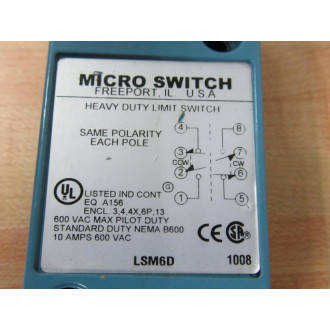 MICRO SWITCH
FREEPORT, IL U S A
HEAVY DUTY LIMIT SWITCH
SAME POLARITY
EACH POLE
4 8
3 7
CCW CW
2 6
1 5
G
UL
LISTED IND CONT
EQ A156
ENCL 3,4.4X,6P,13
600 VAC MAX PILOT DUTY
STANDARD DUTY NEMA B600
10 AMPS 600 VAC
CE
LSM6D 1008